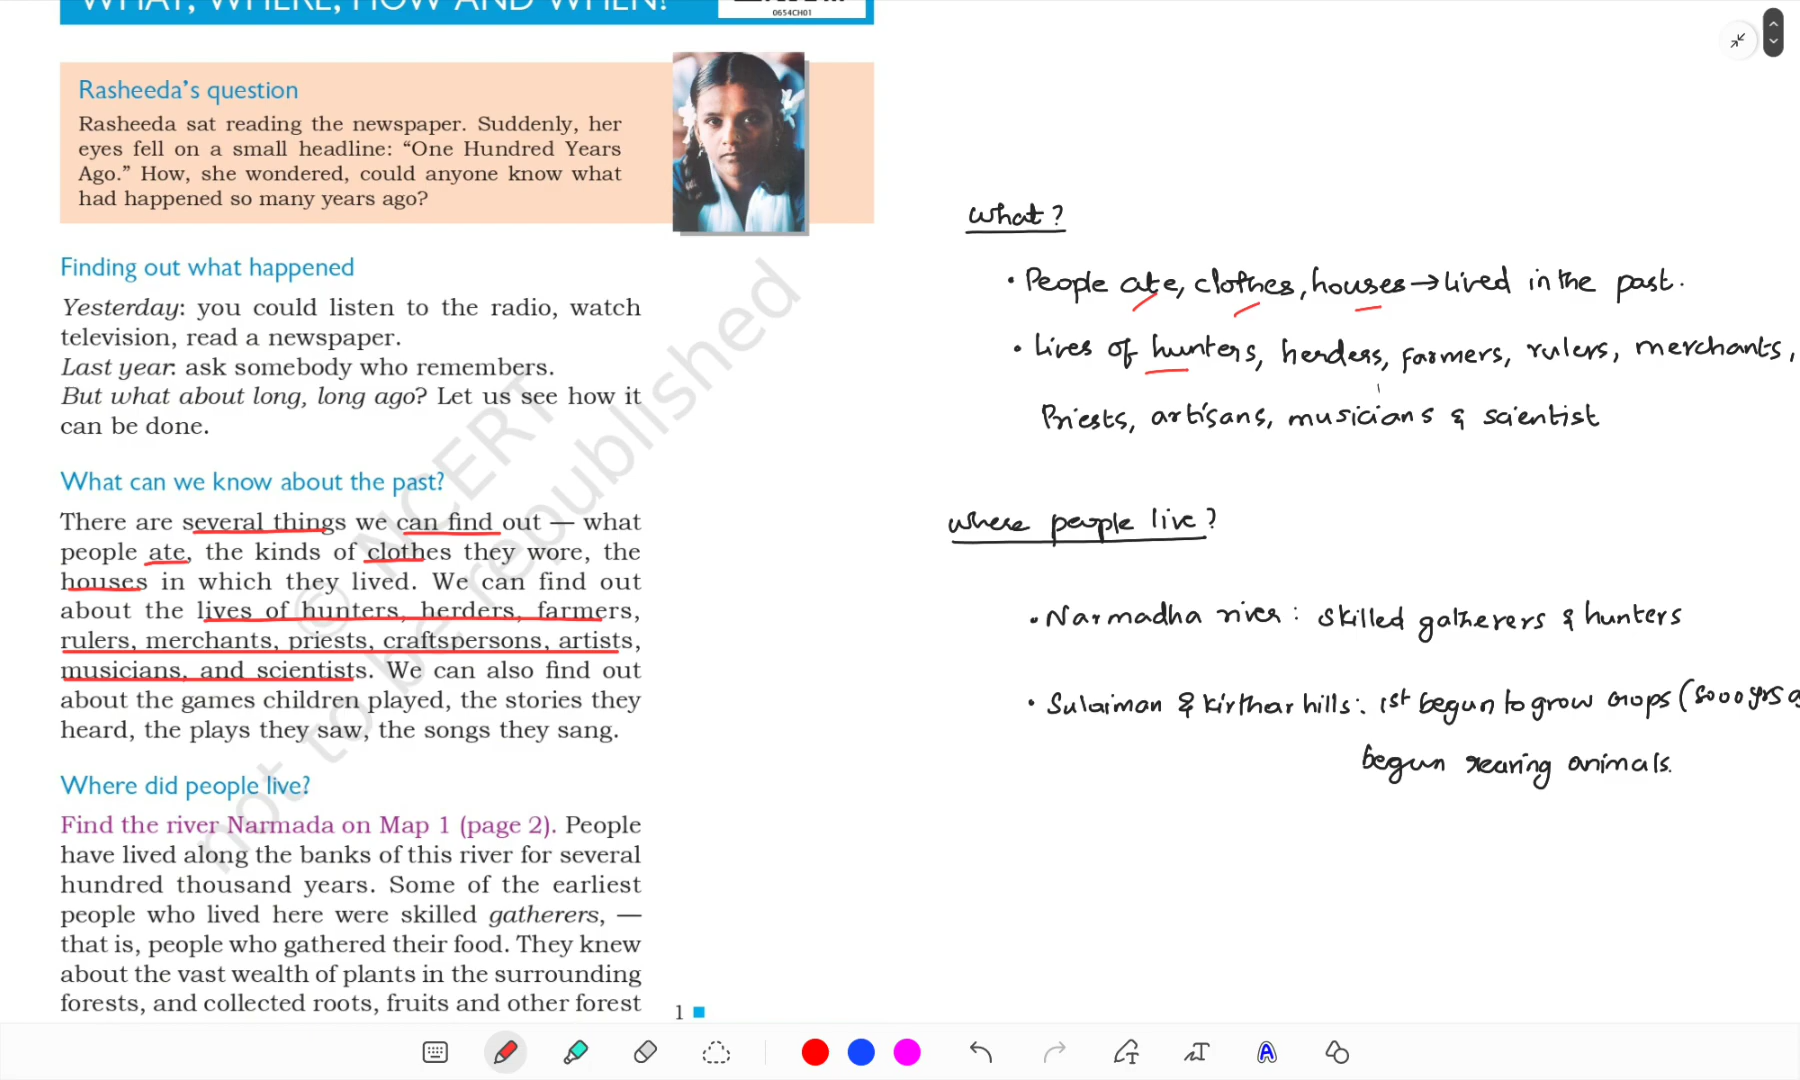 WHAT, WHERE, HOW AND WHEN?
0654CH01
Rasheeda's question
Rasheeda sat reading the newspaper. Suddenly, her
eyes fell on a small headline: “One Hundred Years
Ago.” How, she wondered, could anyone know what
had happened so many years ago?
Finding out what happened
Yesterday: you could listen to the radio, watch
television, read a newspaper.
Last year: ask somebody who remembers.
But what about long, long ago? Let us see how it
can be done.
What can we know about the past?
There are several things we can find out — what
people ate, the kinds of clothes they wore, the
houses in which they lived. We can find out
about the lives of hunters, herders, farmers,
rulers, merchants, priests, craftspersons, artists,
musicians, and scientists. We can also find out
about the games children played, the stories they
heard, the plays they saw, the songs they sang.
Where did people live?
Find the river Narmada on Map 1 (page 2). People
have lived along the banks of this river for several
hundred thousand years. Some of the earliest
people who lived here were skilled gatherers, —
that is, people who gathered their food. They knew
about the vast wealth of plants in the surrounding
forests, and collected roots, fruits and other forest
1
© NCERT
not to be republished
What?
• People ate, clothes, houses → lived in the past.
• Lives of hunters, herders, farmers, rulers, merchants,
Priests, artisans, musicians & scientist
where people live?
• Narmadha river: skilled gatherers & hunters
• Sulaiman & kirthar hills: 1st begun to grow crops (8000 yrs
begun rearing animals.